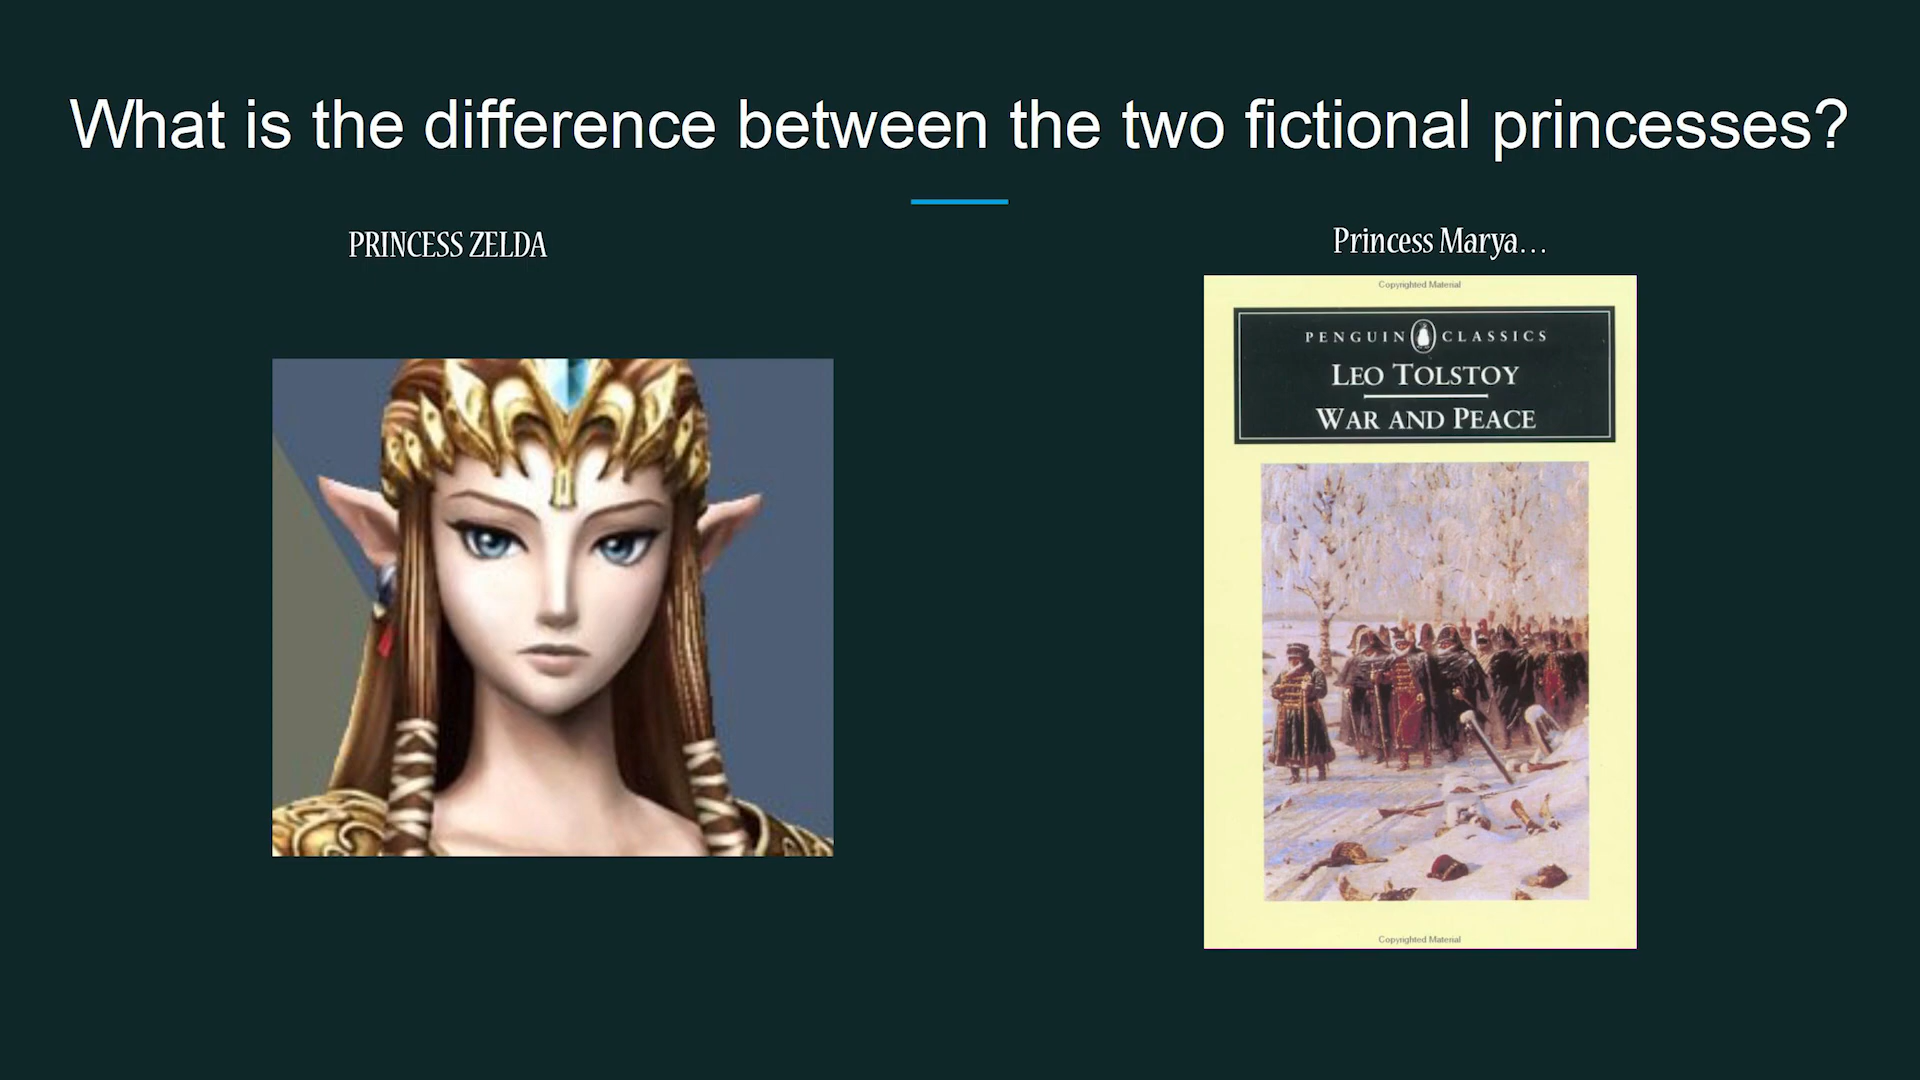 What is the difference between the two fictional princesses?
PRINCESS ZELDA
Princess Marya...
Copyrighted Material
PENGUIN CLASSICS
LEO TOLSTOY
WAR AND PEACE
Copyrighted Material